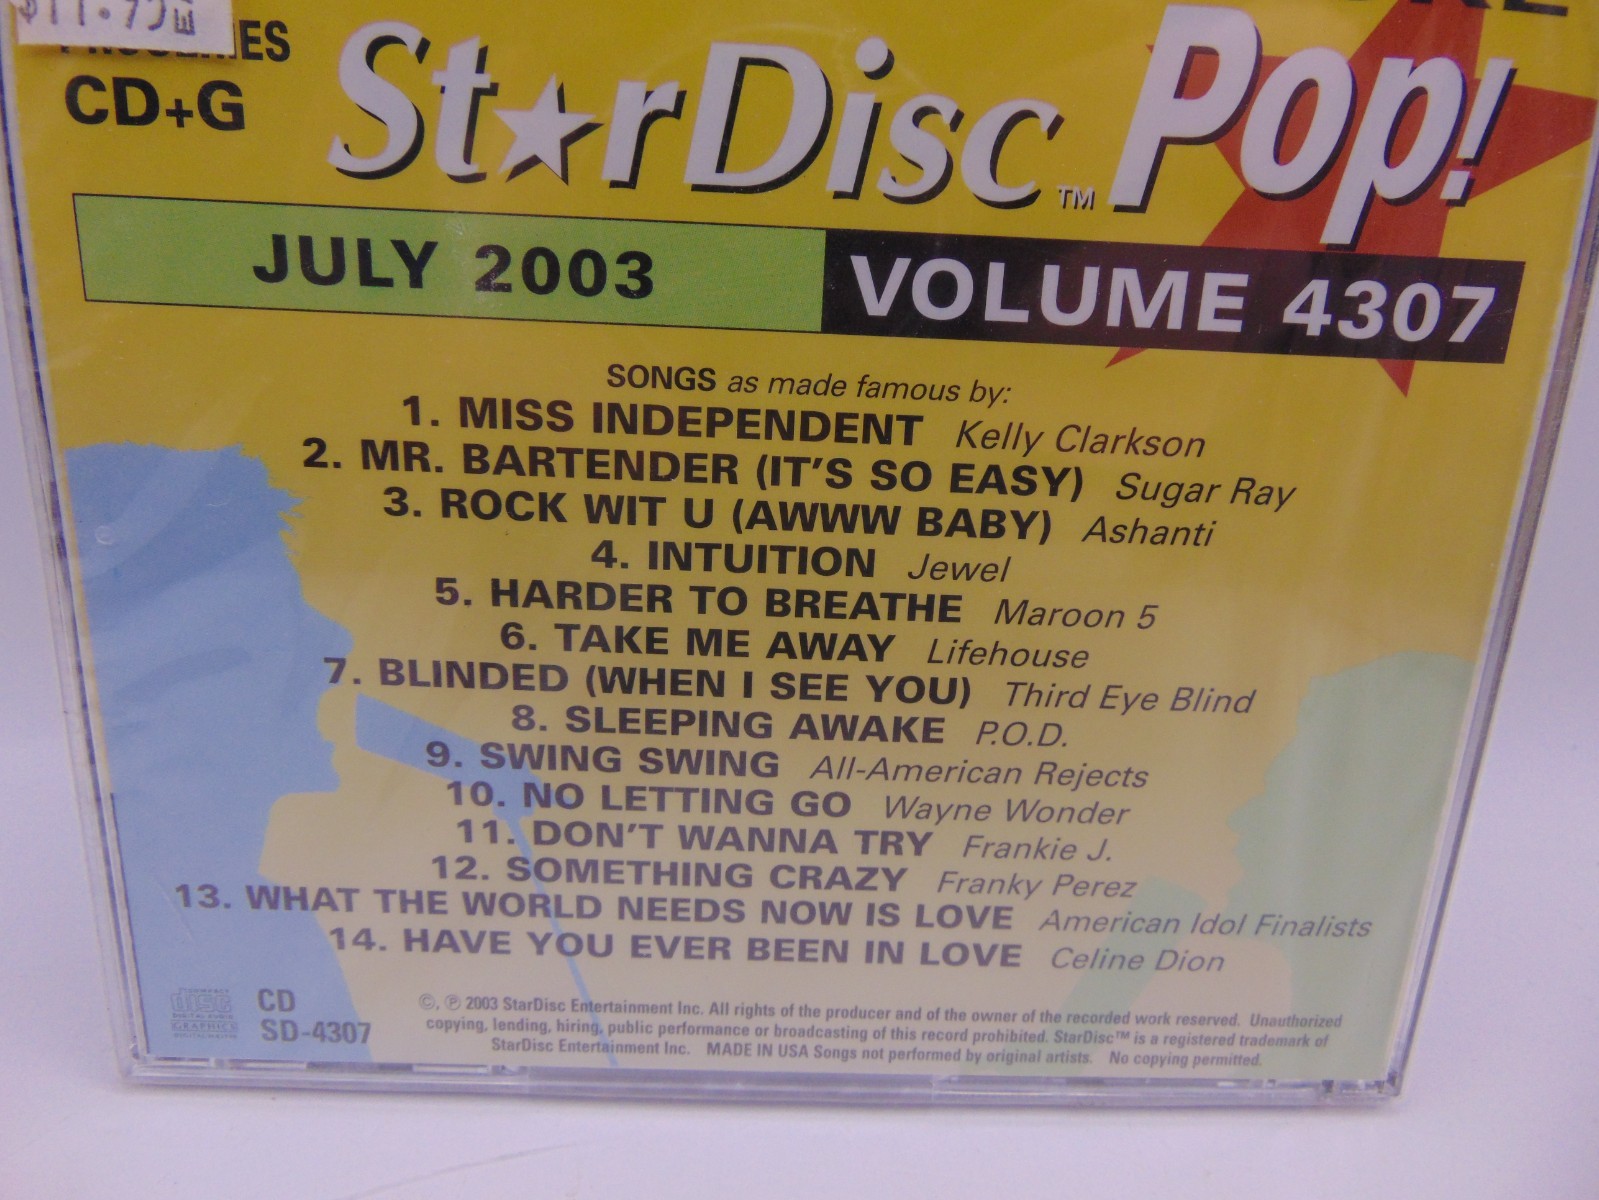 CD+G
StarDisc Pop!
TM
JULY 2003 VOLUME 4307
SONGS as made famous by:
1. MISS INDEPENDENT Kelly Clarkson
2. MR. BARTENDER (IT'S SO EASY) Sugar Ray
3. ROCK WIT U (AWWW BABY) Ashanti
4. INTUITION Jewel
5. HARDER TO BREATHE Maroon 5
6. TAKE ME AWAY Lifehouse
7. BLINDED (WHEN I SEE YOU) Third Eye Blind
8. SLEEPING AWAKE P.O.D.
9. SWING SWING All-American Rejects
10. NO LETTING GO Wayne Wonder
11. DON'T WANNA TRY Frankie J.
12. SOMETHING CRAZY Franky Perez
13. WHAT THE WORLD NEEDS NOW IS LOVE American Idol Finalists
14. HAVE YOU EVER BEEN IN LOVE Celine Dion
COMPACT
disc
DIGITAL AUDIO
GRAPHICS
CD
SD-4307
©, ℗ 2003 StarDisc Entertainment Inc. All rights of the producer and of the owner of the recorded work reserved. Unauthorized
copying, lending, hiring, public performance or broadcasting of this record prohibited. StarDisc™ is a registered trademark of
StarDisc Entertainment Inc. MADE IN USA Songs not performed by original artists. No copying permitted.